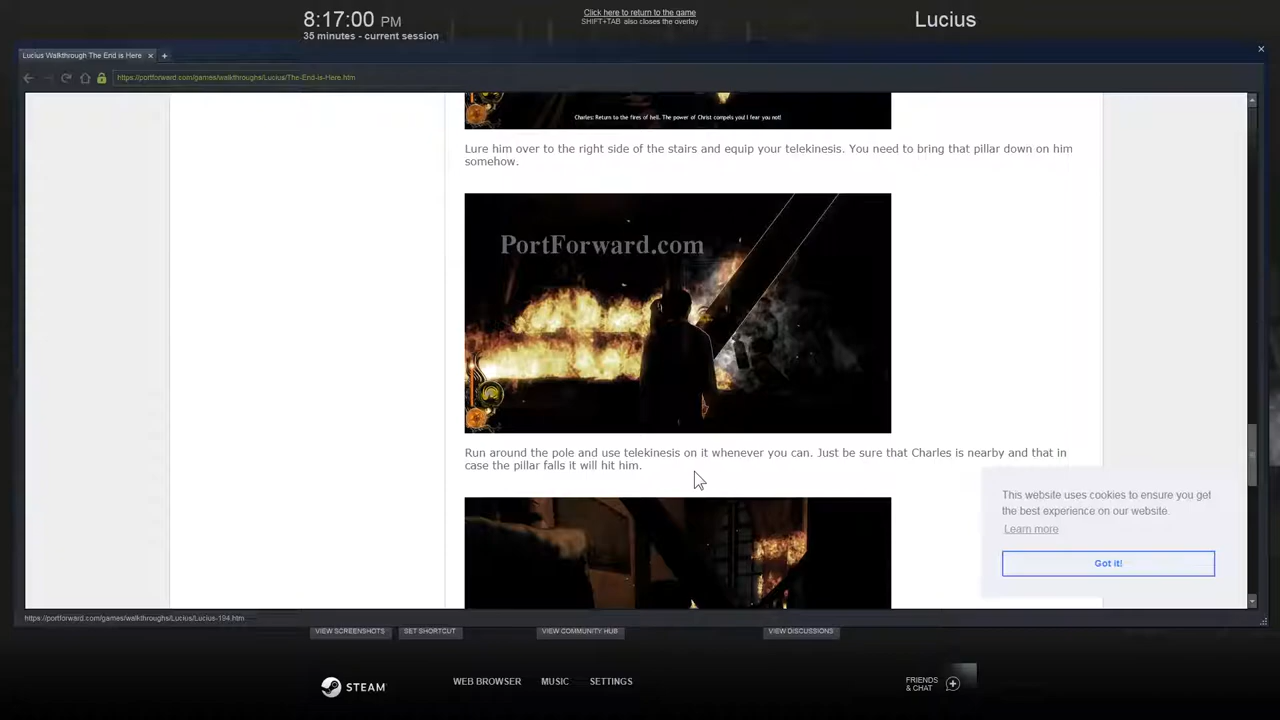 8:17:00 PM
35 minutes - current session
Click here to return to the game
SHIFT+TAB also closes the overlay
Lucius
Lucius Walkthrough The End is Here
https://portforward.com/games/walkthroughs/Lucius/The-End-is-Here.htm
Charles: Return to the fires of hell. The power of Christ compels you! I fear you not!
Lure him over to the right side of the stairs and equip your telekinesis. You need to bring that pillar down on him
somehow.
PortForward.com
Run around the pole and use telekinesis on it whenever you can. Just be sure that Charles is nearby and that in
case the pillar falls it will hit him.
This website uses cookies to ensure you get
the best experience on our website.
Learn more
Got it!
https://portforward.com/games/walkthroughs/Lucius/Lucius-194.htm
VIEW SCREENSHOTS
SET SHORTCUT
VIEW COMMUNITY HUB
VIEW DISCUSSIONS
STEAM
WEB BROWSER
MUSIC
SETTINGS
FRIENDS
& CHAT